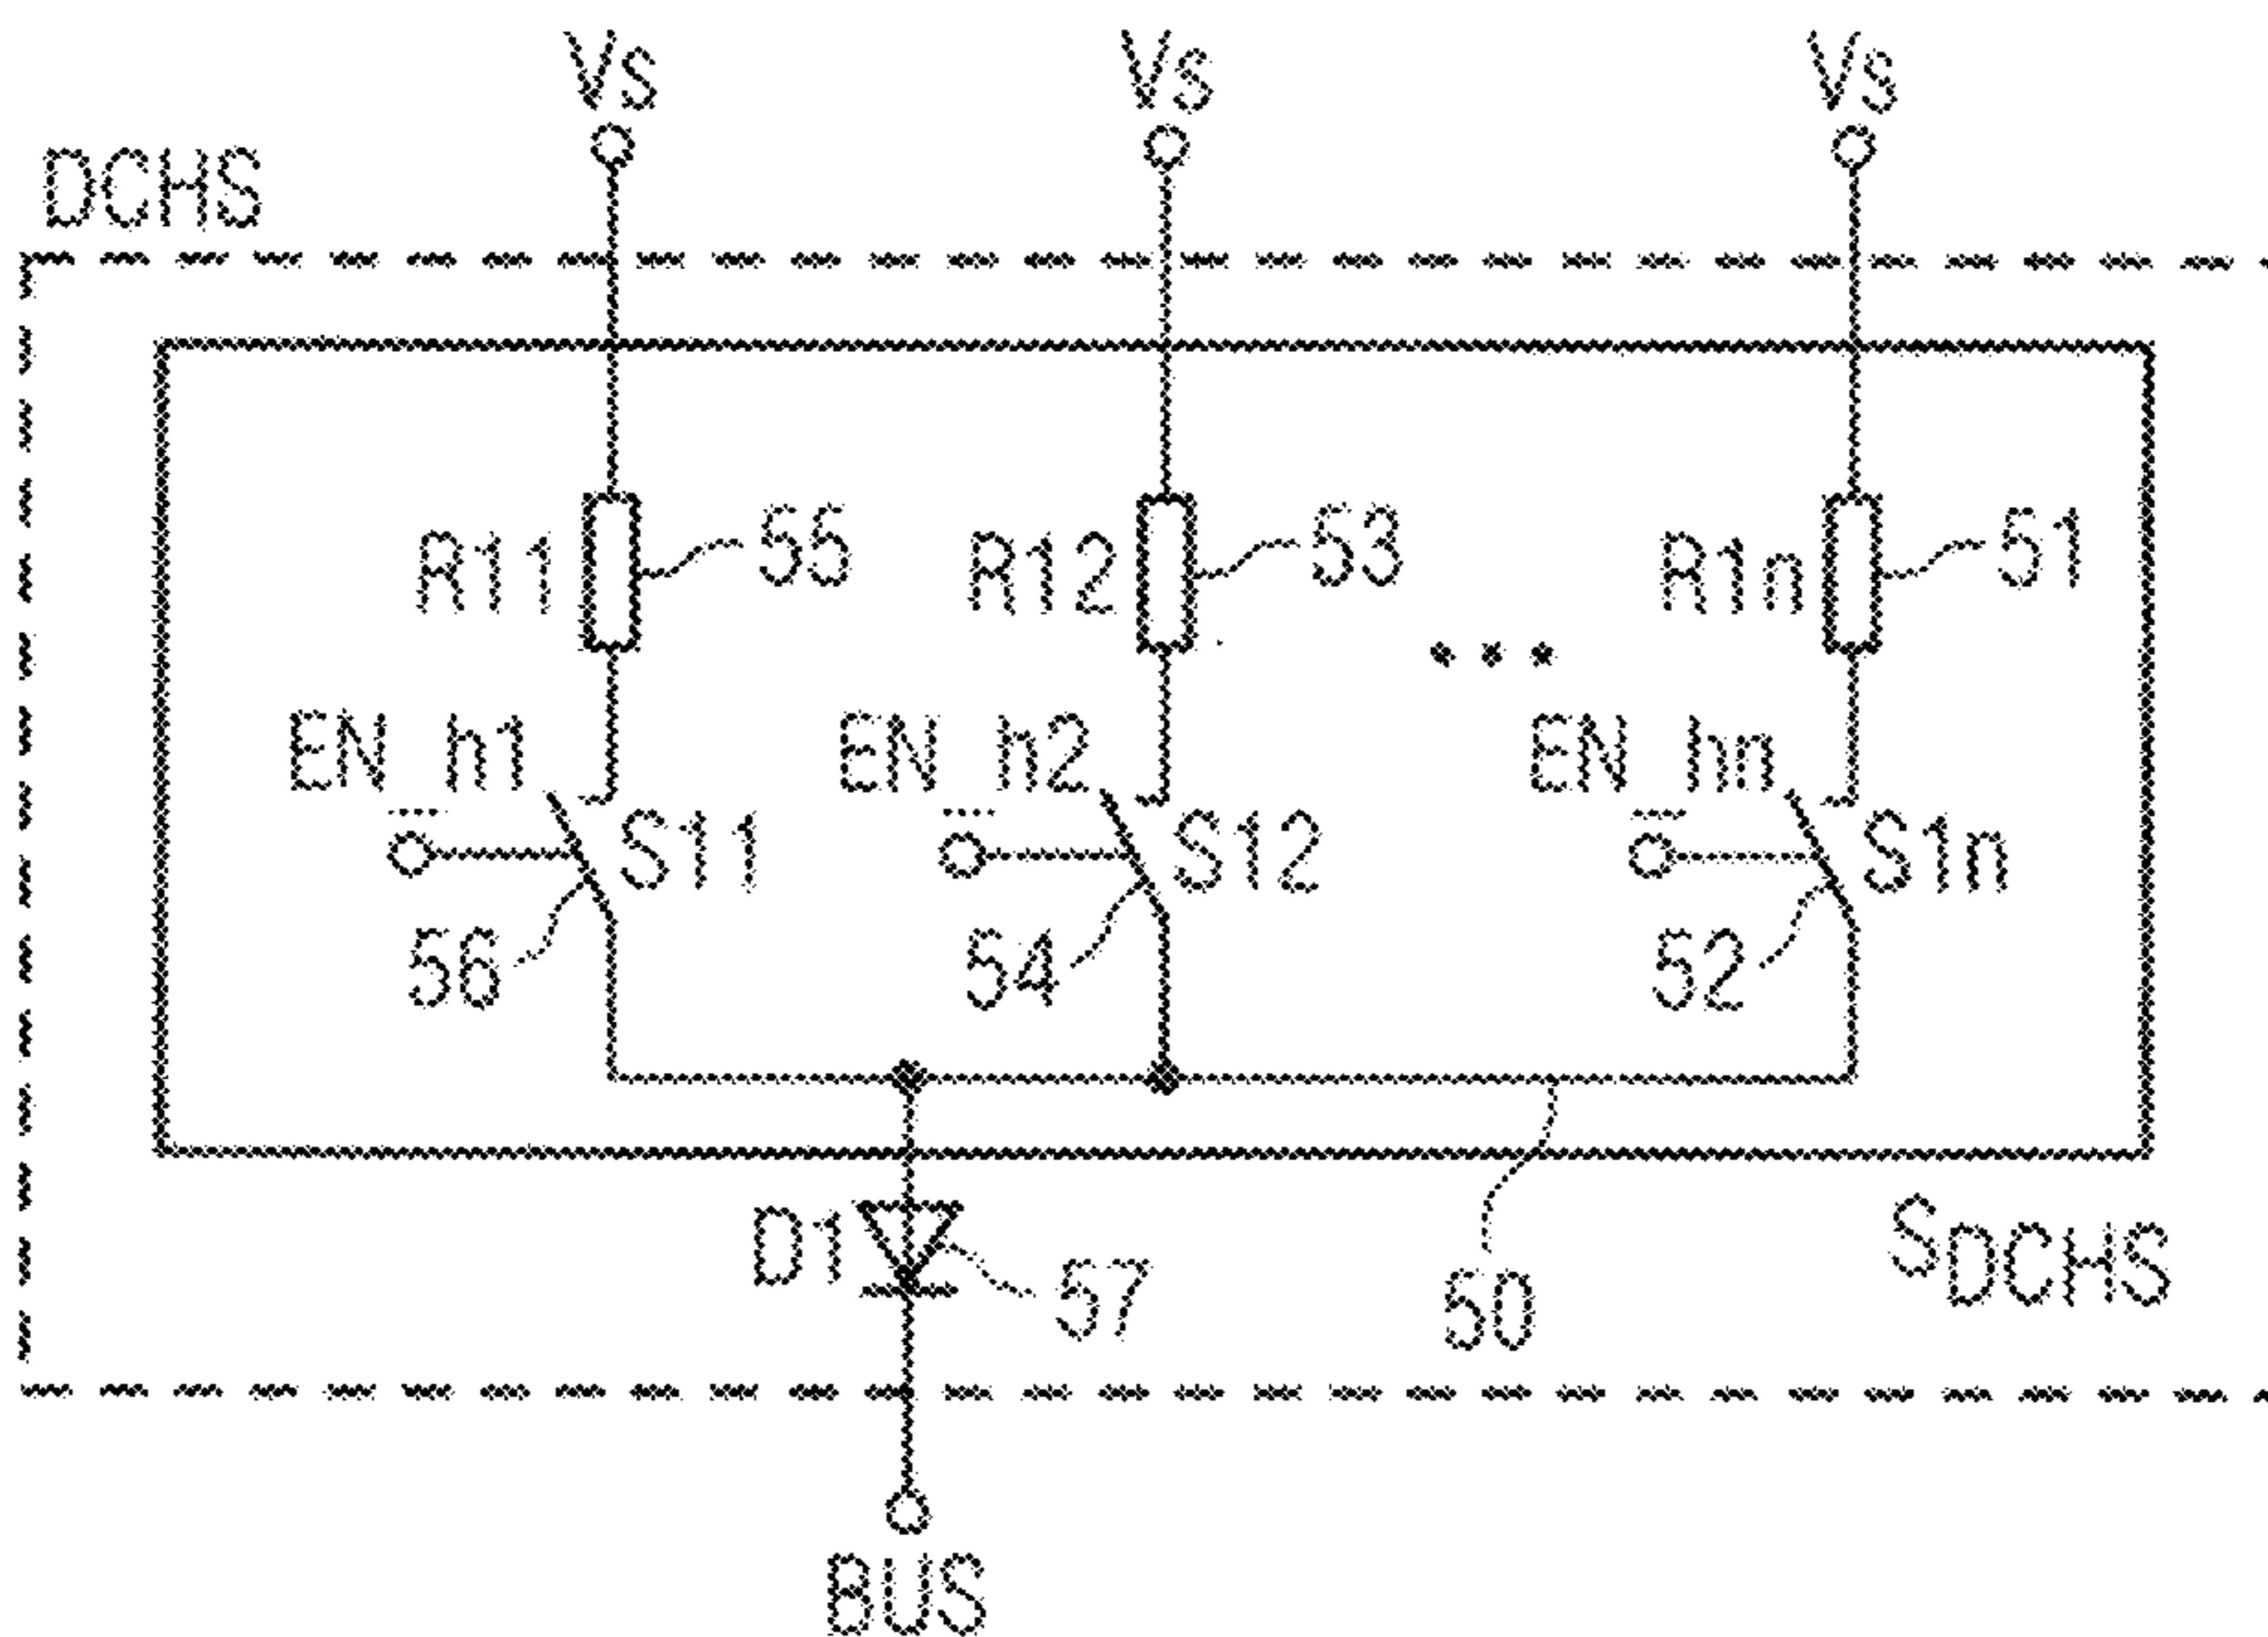 Vs Vs Vs
DCHS
R11 55 R12 53 R1n 51
...
EN_h1 EN_h2 EN_hn
S11 S12 S1n
56 54 52
D1 57 50 SDCHS
BUS